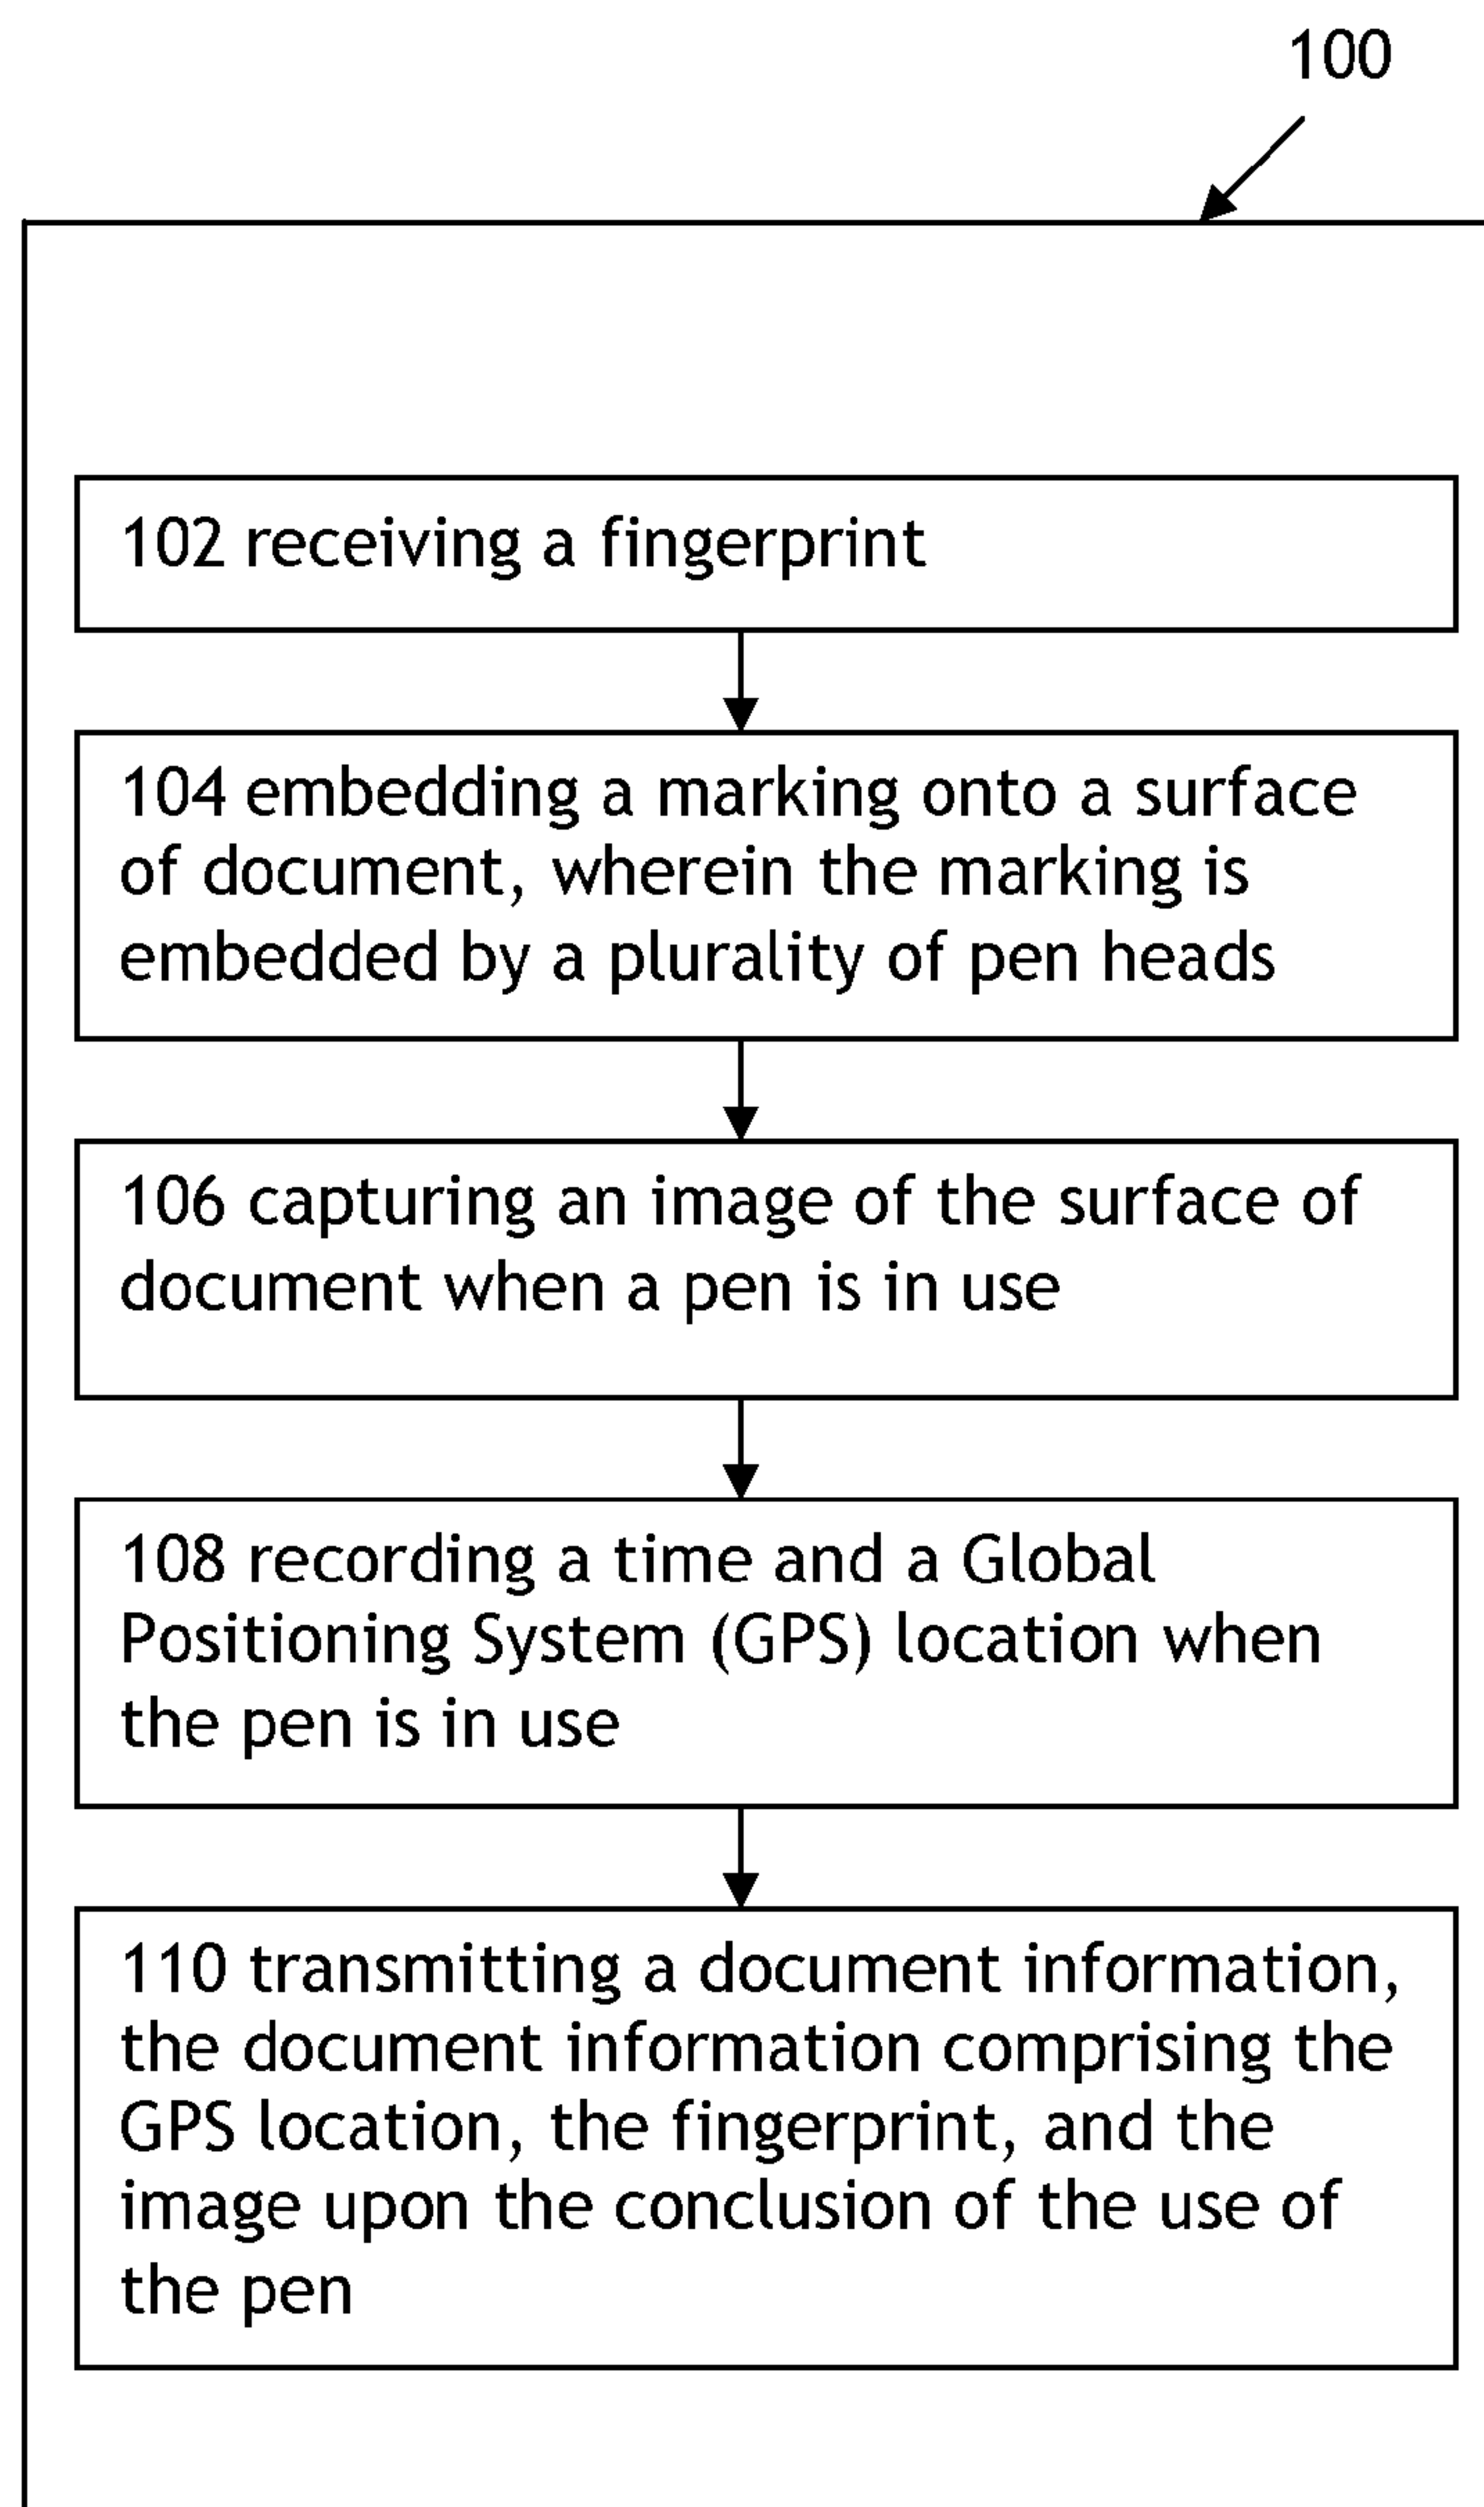 100
102 receiving a fingerprint
104 embedding a marking onto a surface
of document, wherein the marking is
embedded by a plurality of pen heads
106 capturing an image of the surface of
document when a pen is in use
108 recording a time and a Global
Positioning System (GPS) location when
the pen is in use
110 transmitting a document information,
the document information comprising the
GPS location, the fingerprint, and the
image upon the conclusion of the use of
the pen